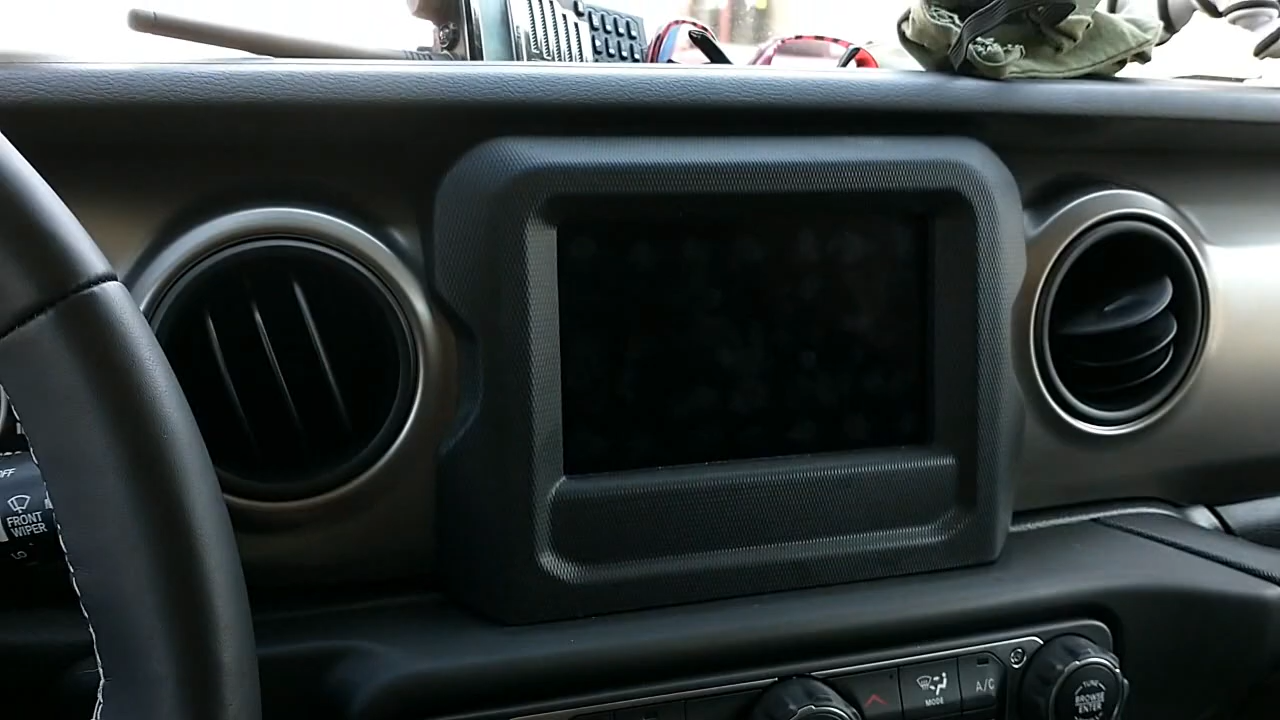 OFF
FRONT
WIPER
MODE
A/C
TUNE
BROWSE
ENTER